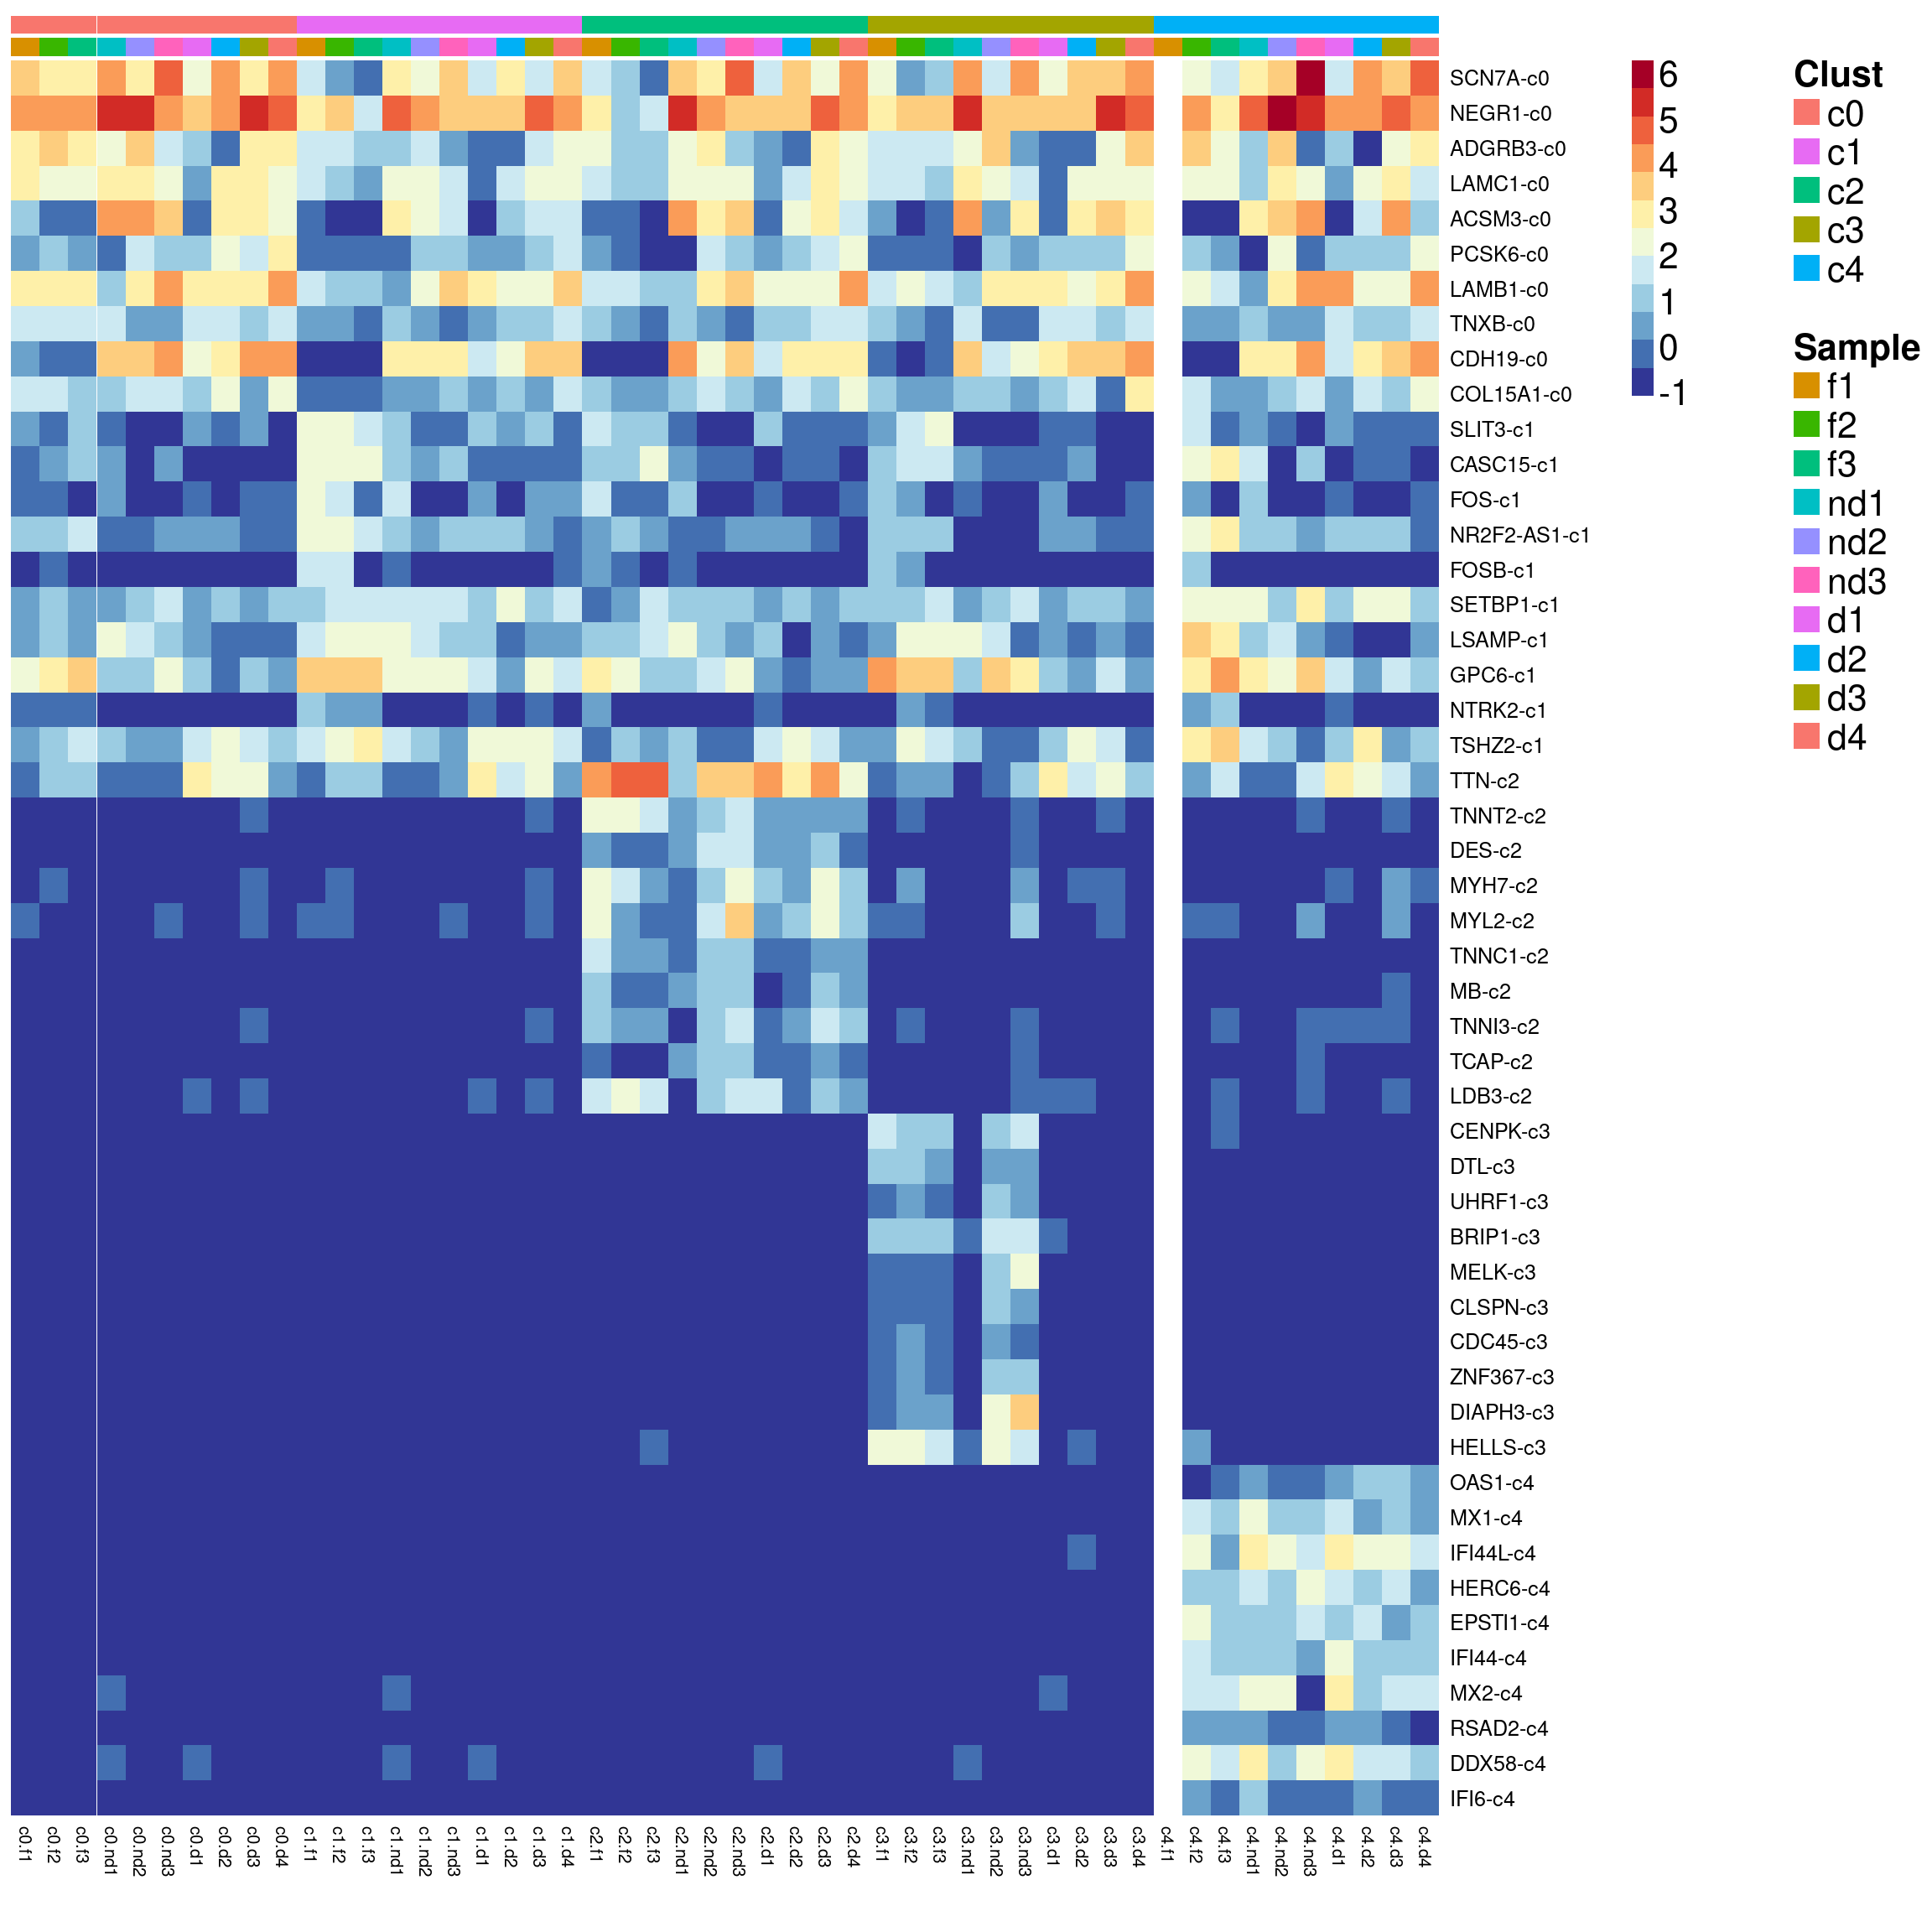 SCN7A-c0
NEGR1-c0
ADGRB3-c0
LAMC1-c0
ACSM3-c0
PCSK6-c0
LAMB1-c0
TNXB-c0
CDH19-c0
COL15A1-c0
SLIT3-c1
CASC15-c1
FOS-c1
NR2F2-AS1-c1
FOSB-c1
SETBP1-c1
LSAMP-c1
GPC6-c1
NTRK2-c1
TSHZ2-c1
TTN-c2
TNNT2-c2
DES-c2
MYH7-c2
MYL2-c2
TNNC1-c2
MB-c2
TNNI3-c2
TCAP-c2
LDB3-c2
CENPK-c3
DTL-c3
UHRF1-c3
BRIP1-c3
MELK-c3
CLSPN-c3
CDC45-c3
ZNF367-c3
DIAPH3-c3
HELLS-c3
OAS1-c4
MX1-c4
IFI44L-c4
HERC6-c4
EPSTI1-c4
IFI44-c4
MX2-c4
RSAD2-c4
DDX58-c4
IFI6-c4
c0.f1
c0.f2
c0.f3
c0.nd1
c0.nd2
c0.nd3
c0.d1
c0.d2
c0.d3
c0.d4
c1.f1
c1.f2
c1.f3
c1.nd1
c1.nd2
c1.nd3
c1.d1
c1.d2
c1.d3
c1.d4
c2.f1
c2.f2
c2.f3
c2.nd1
c2.nd2
c2.nd3
c2.d1
c2.d2
c2.d3
c2.d4
c3.f1
c3.f2
c3.f3
c3.nd1
c3.nd2
c3.nd3
c3.d1
c3.d2
c3.d3
c3.d4
c4.f1
c4.f2
c4.f3
c4.nd1
c4.nd2
c4.nd3
c4.d1
c4.d2
c4.d3
c4.d4
6
5
4
3
2
1
0
-1
Clust
c0
c1
c2
c3
c4
Sample
f1
f2
f3
nd1
nd2
nd3
d1
d2
d3
d4